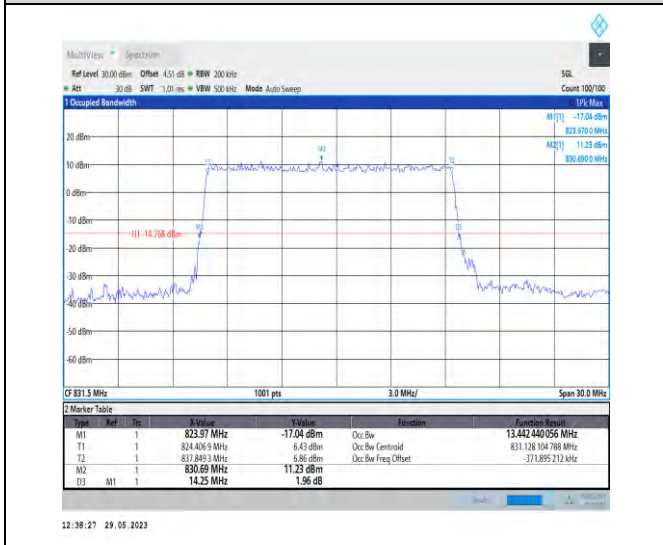 MultiView Spectrum
Ref Level 30.00 dBm Offset 4.51 dB RBW 200 kHz SGL
Att 30 dB SWT 1.01 ms VBW 500 kHz Mode Auto Sweep Count 100/100
1 Occupied Bandwidth 1Pk Max
M1[1] -17.04 dBm
823.970 0 MHz
M2[1] 11.23 dBm
830.690 0 MHz
20 dBm
M2
T1 T2
10 dBm
0 dBm
-10 dBm
M1 D3
H1 -14.768 dBm
-20 dBm
-30 dBm
-40 dBm
-50 dBm
-60 dBm
CF 831.5 MHz 1001 pts 3.0 MHz/ Span 30.0 MHz
2 Marker Table
Type Ref Trc X-Value Y-Value Function Function Result
M1 1 823.97 MHz -17.04 dBm Occ Bw 13.442 440 056 MHz
T1 1 824.406 9 MHz 6.43 dBm Occ Bw Centroid 831.128 104 788 MHz
T2 1 837.849 3 MHz 6.86 dBm Occ Bw Freq Offset -371.895 212 kHz
M2 1 830.69 MHz 11.23 dBm
D3 M1 1 14.25 MHz 1.96 dB
12:38:27 29.05.2023